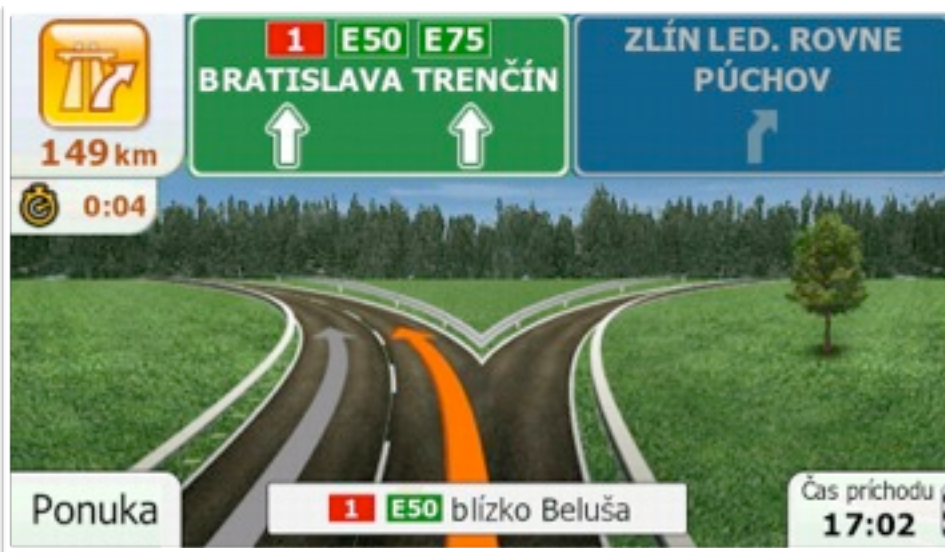 149 km
0:04
1 E50 E75
BRATISLAVA TRENČÍN
ZLÍN LED. ROVNE
PÚCHOV
Ponuka
1 E50 blízko Beluša
Čas príchodu
17:02